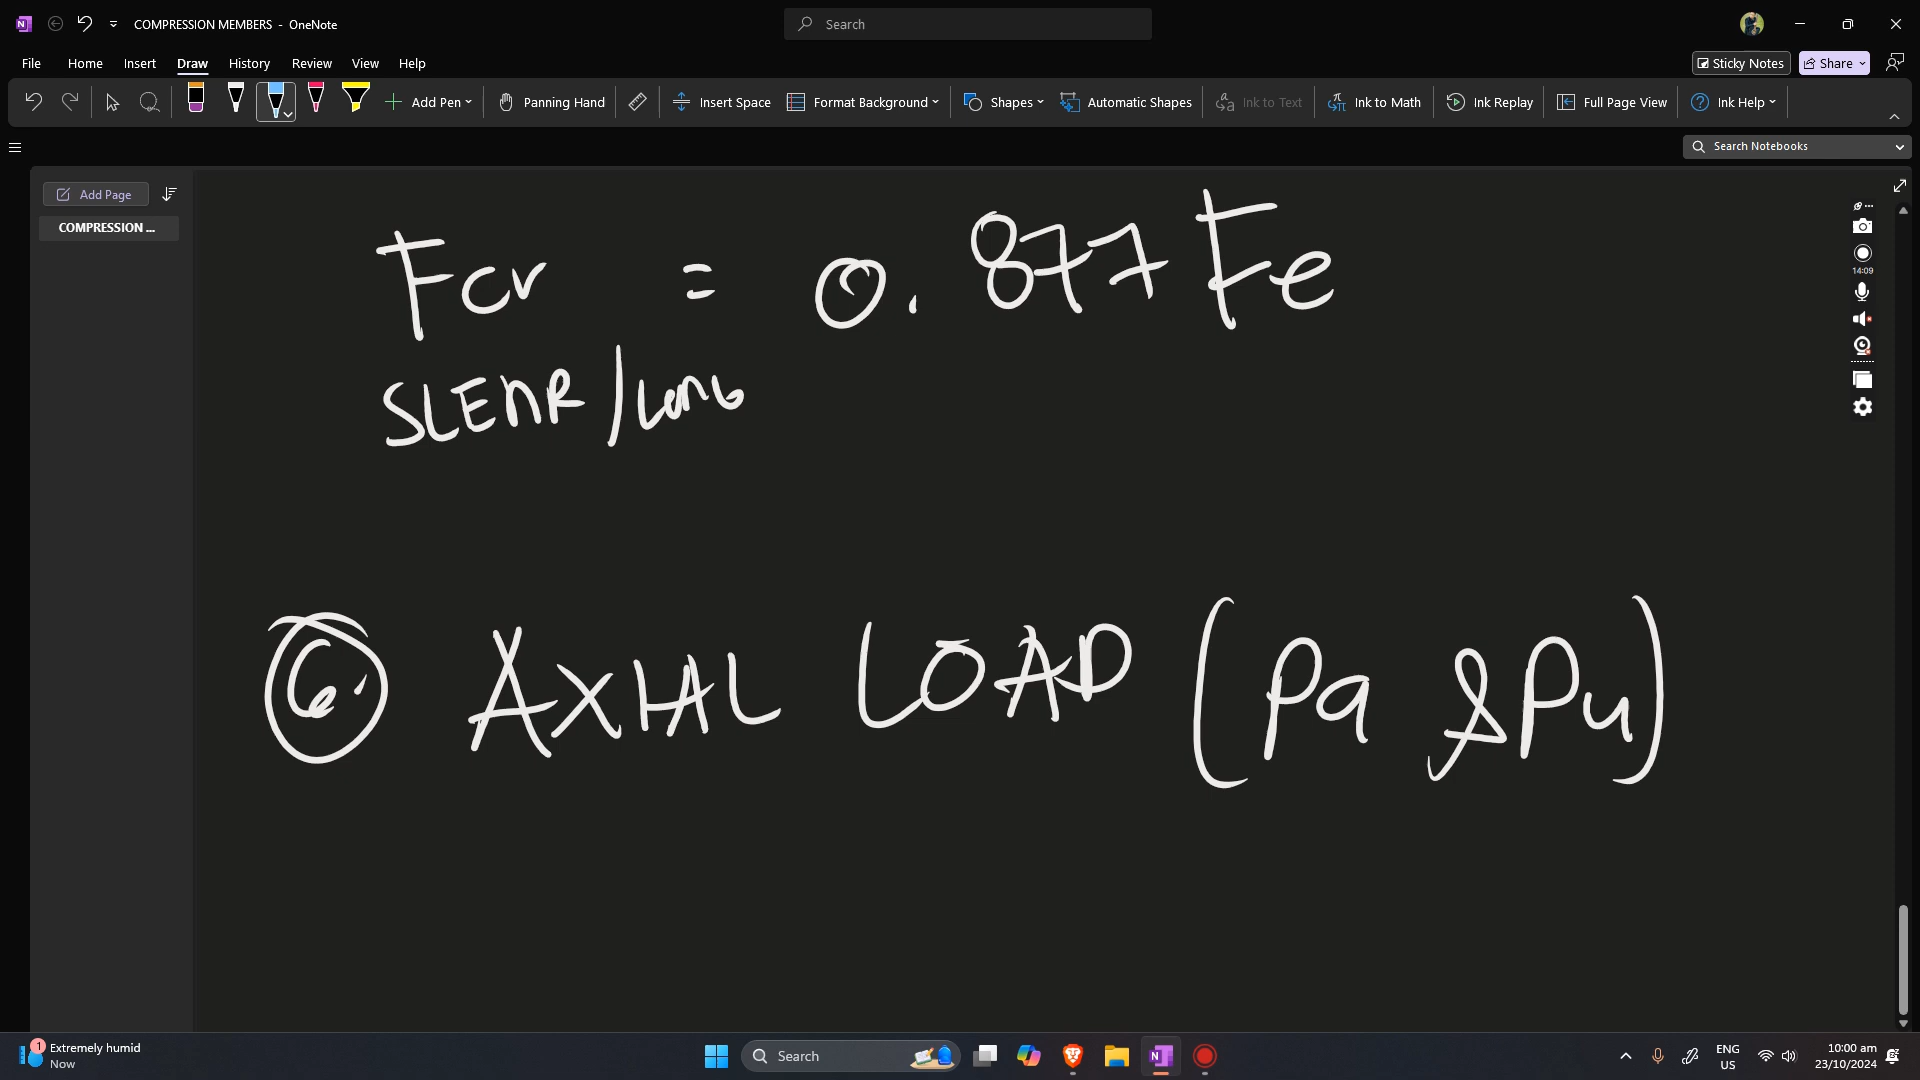 COMPRESSION MEMBERS - OneNote
Search
File Home Insert Draw History Review View Help
Sticky Notes Share
Add Pen Panning Hand Insert Space Format Background Shapes Automatic Shapes Ink to Text Ink to Math Ink Replay Full Page View Ink Help
Search Notebooks
Add Page
COMPRESSION ...
14:09
Fcr = 0.877Fe
SLENR/LONG
6. AXIAL LOAD (Pa & Pu)
1
Extremely humid
Now
Search
ENG
US
10:00 am
23/10/2024